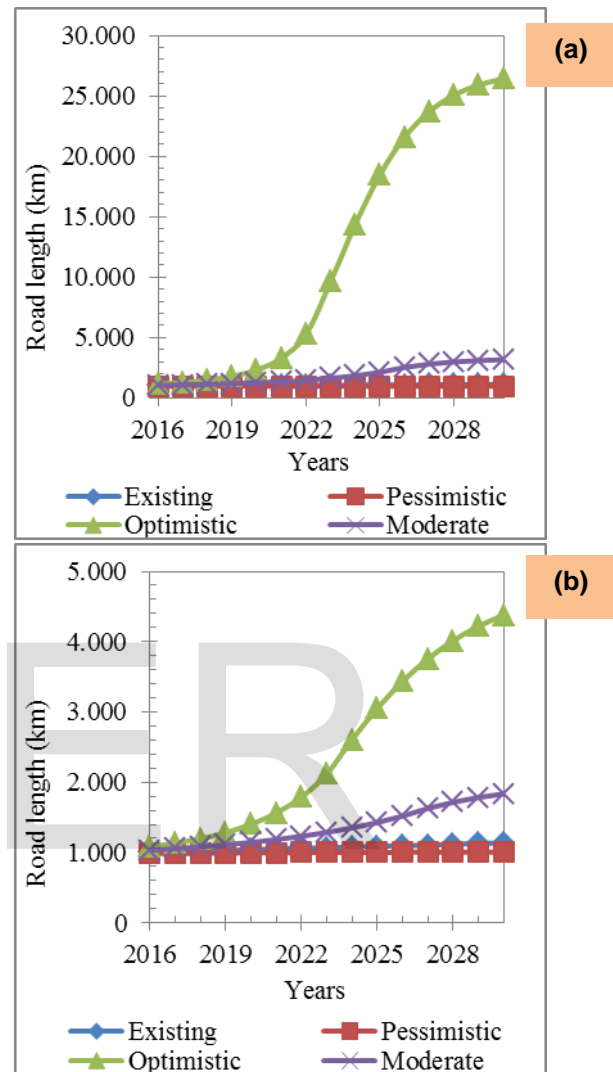 (a)
30.000
25.000
20.000
15.000
10.000
5.000
0
Road length (km)
2016 2019 2022 2025 2028
Years
Existing Pessimistic
Optimistic Moderate
(b)
5.000
4.000
3.000
2.000
1.000
0
Road length (km)
2016 2019 2022 2025 2028
Years
Existing Pessimistic
Optimistic Moderate
ER